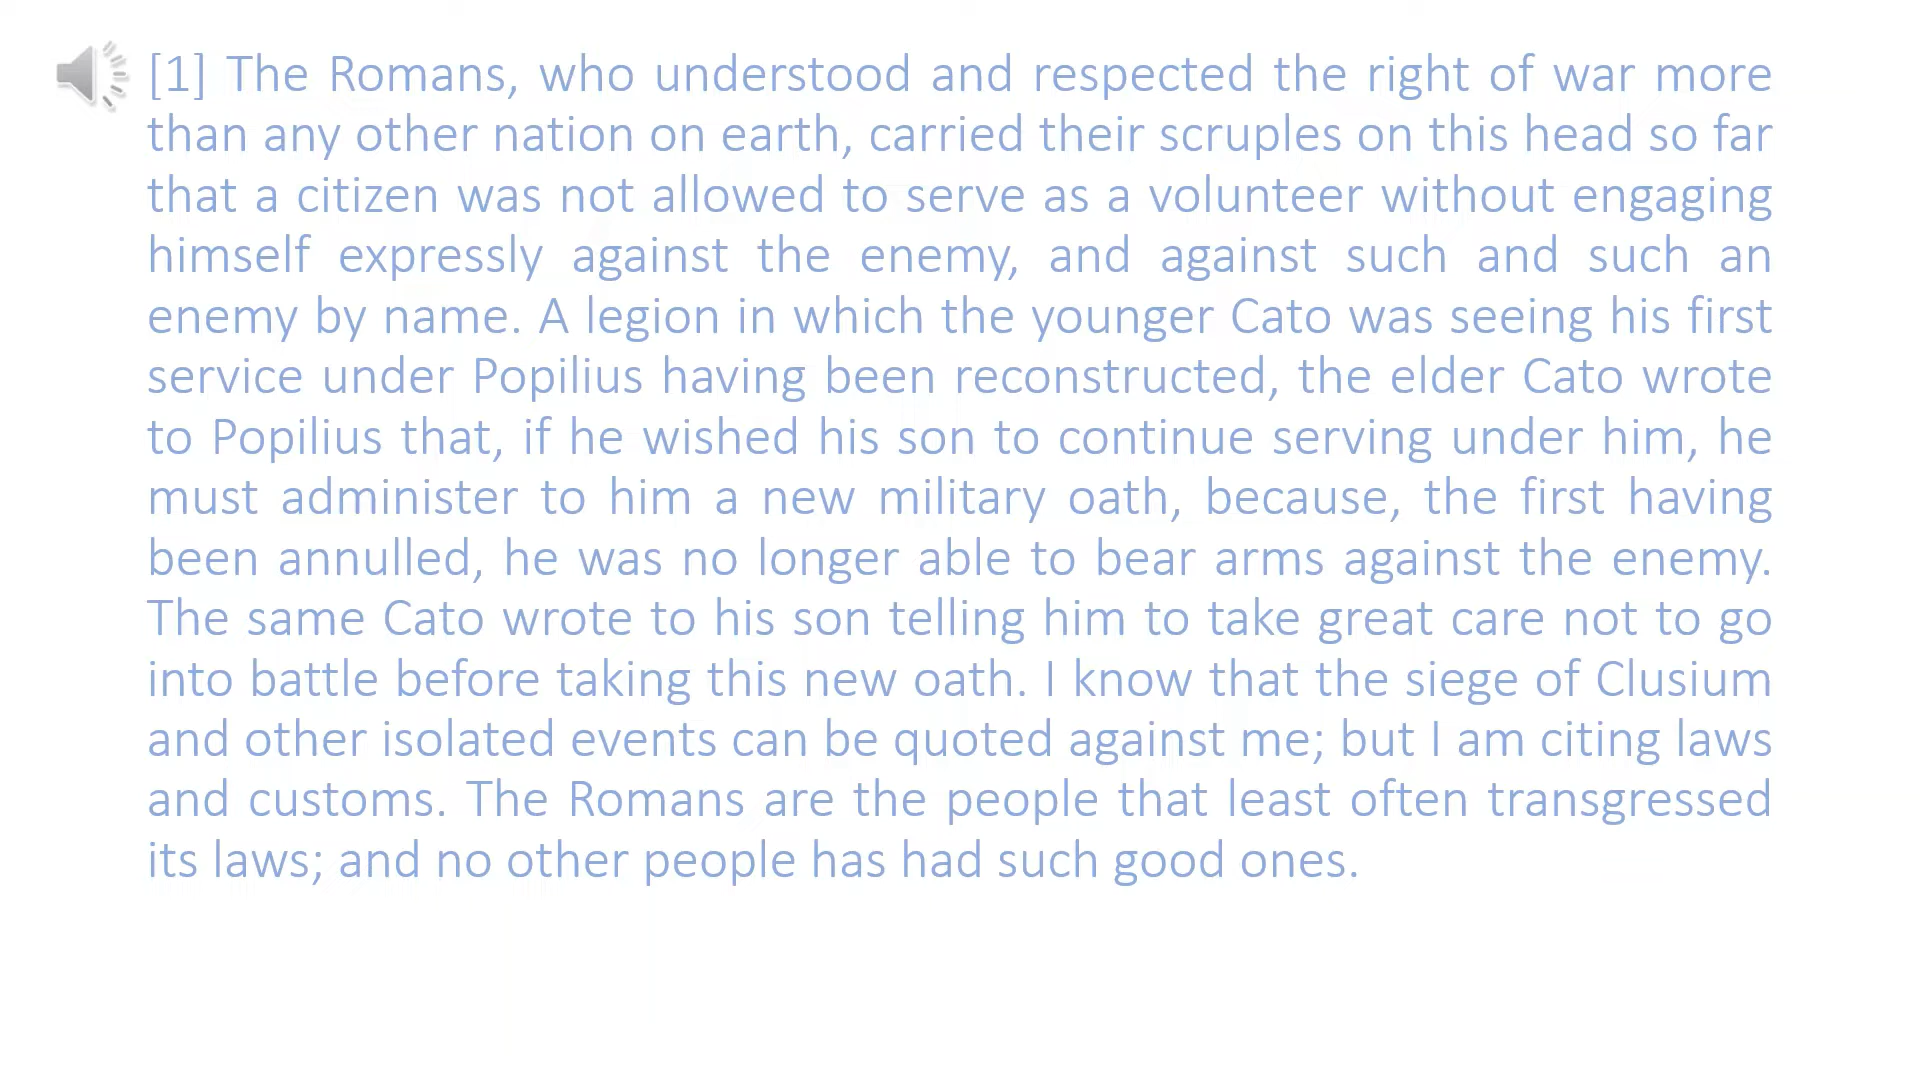 [1] The Romans, who understood and respected the right of war more
than any other nation on earth, carried their scruples on this head so far
that a citizen was not allowed to serve as a volunteer without engaging
himself expressly against the enemy, and against such and such an
enemy by name. A legion in which the younger Cato was seeing his first
service under Popilius having been reconstructed, the elder Cato wrote
to Popilius that, if he wished his son to continue serving under him, he
must administer to him a new military oath, because, the first having
been annulled, he was no longer able to bear arms against the enemy.
The same Cato wrote to his son telling him to take great care not to go
into battle before taking this new oath. I know that the siege of Clusium
and other isolated events can be quoted against me; but I am citing laws
and customs. The Romans are the people that least often transgressed
its laws; and no other people has had such good ones.